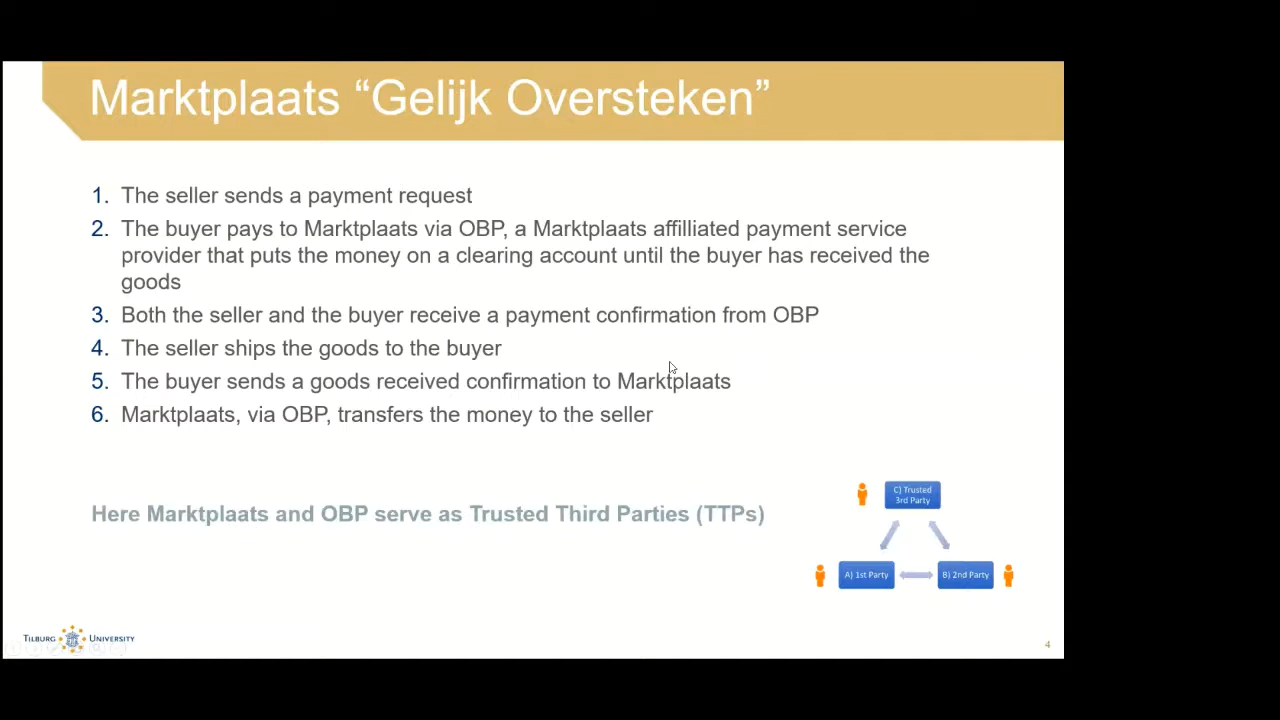 Marktplaats “Gelijk Oversteken”
1. The seller sends a payment request
2. The buyer pays to Marktplaats via OBP, a Marktplaats affilliated payment service
provider that puts the money on a clearing account until the buyer has received the
goods
3. Both the seller and the buyer receive a payment confirmation from OBP
4. The seller ships the goods to the buyer
5. The buyer sends a goods received confirmation to Marktplaats
6. Marktplaats, via OBP, transfers the money to the seller
C) Trusted
3rd Party
Here Marktplaats and OBP serve as Trusted Third Parties (TTPs)
A) 1st Party
B) 2nd Party
TILBURG UNIVERSITY
4